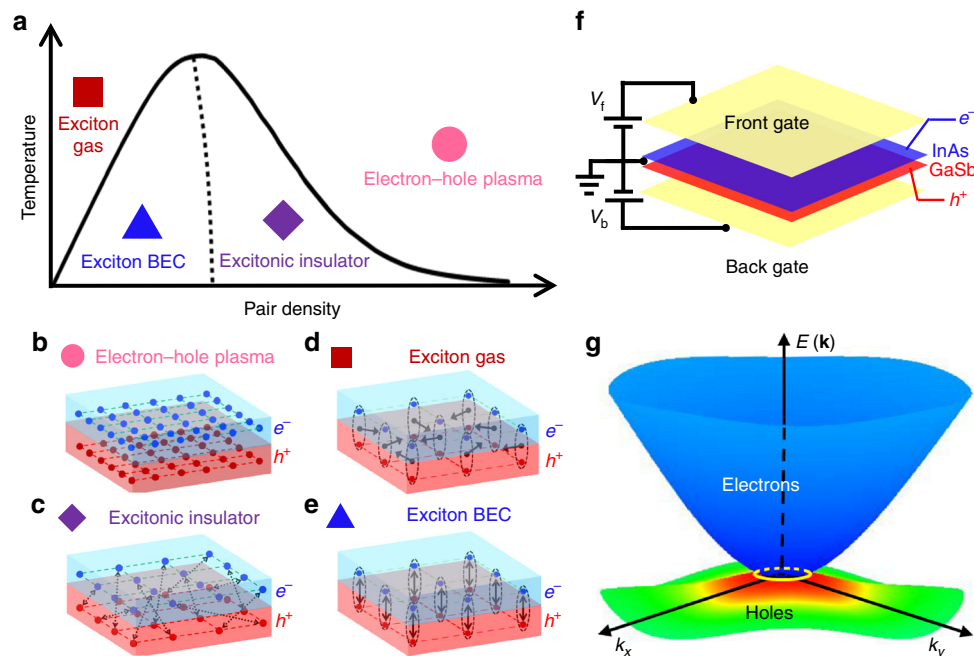 a
Temperature
Exciton
gas
Exciton BEC
Excitonic insulator
Electron–hole plasma
Pair density
b
Electron–hole plasma
e⁻
h⁺
d
Exciton gas
e⁻
h⁺
c
Excitonic insulator
e⁻
h⁺
e
Exciton BEC
e⁻
h⁺
f
V_f
V_b
Front gate
e⁻
InAs
GaSb
h⁺
Back gate
g
E (k)
Electrons
Holes
k_x
k_y